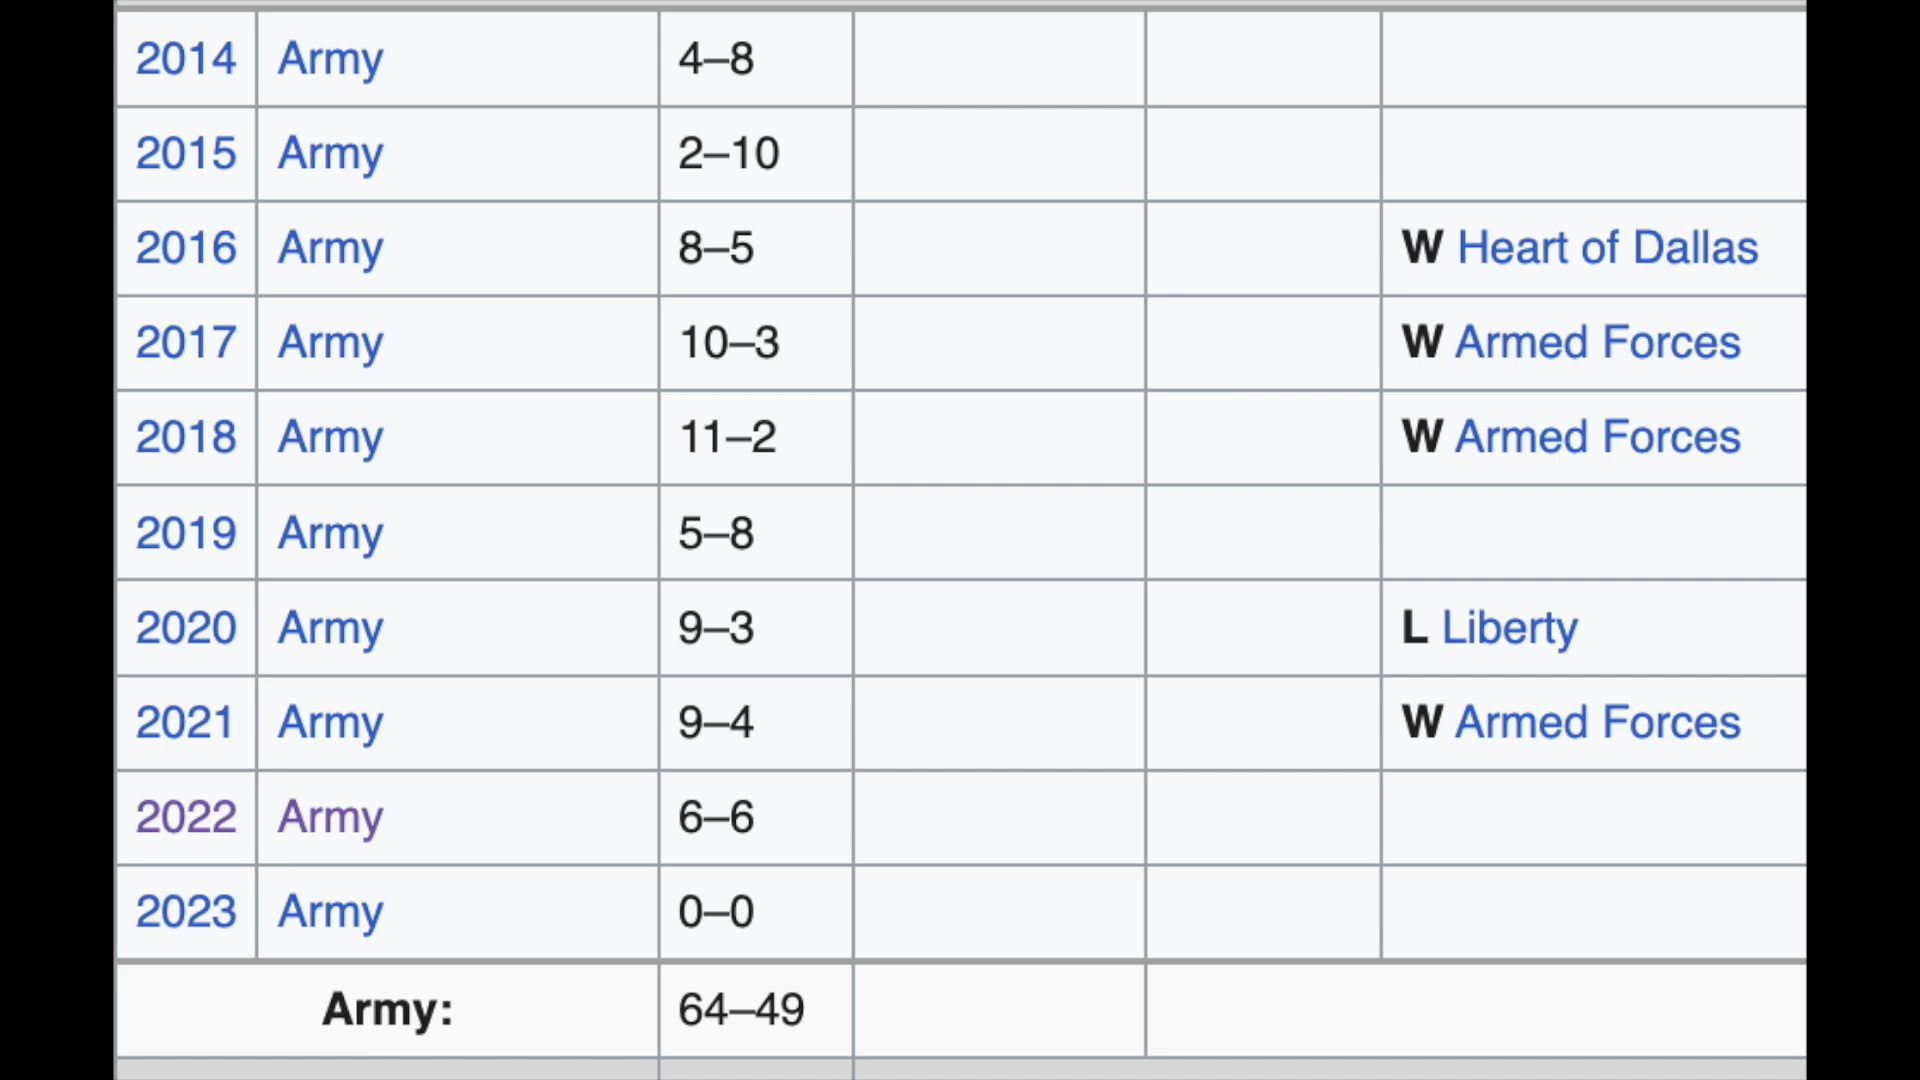 2014 Army 4–8
2015 Army 2–10
2016 Army 8–5 W Heart of Dallas
2017 Army 10–3 W Armed Forces
2018 Army 11–2 W Armed Forces
2019 Army 5–8
2020 Army 9–3 L Liberty
2021 Army 9–4 W Armed Forces
2022 Army 6–6
2023 Army 0–0
Army: 64–49